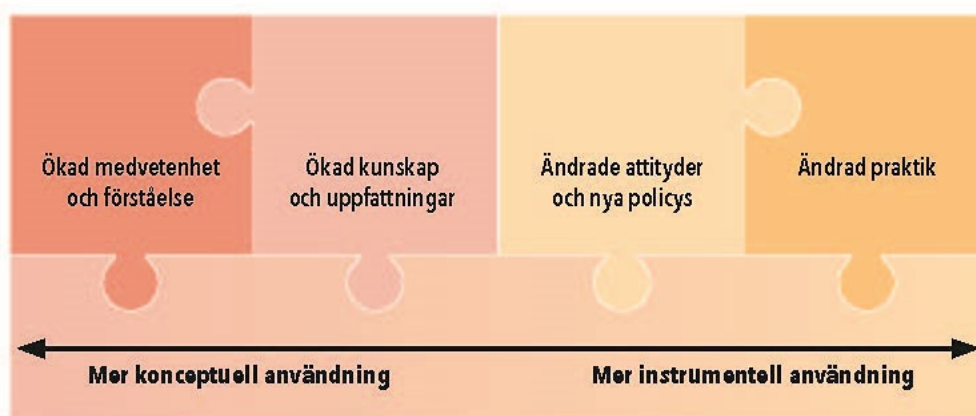 Ökad medvetenhet
och förståelse
Ökad kunskap
och uppfattningar
Ändrade attityder
och nya policys
Ändrad praktik
Mer konceptuell användning
Mer instrumentell användning